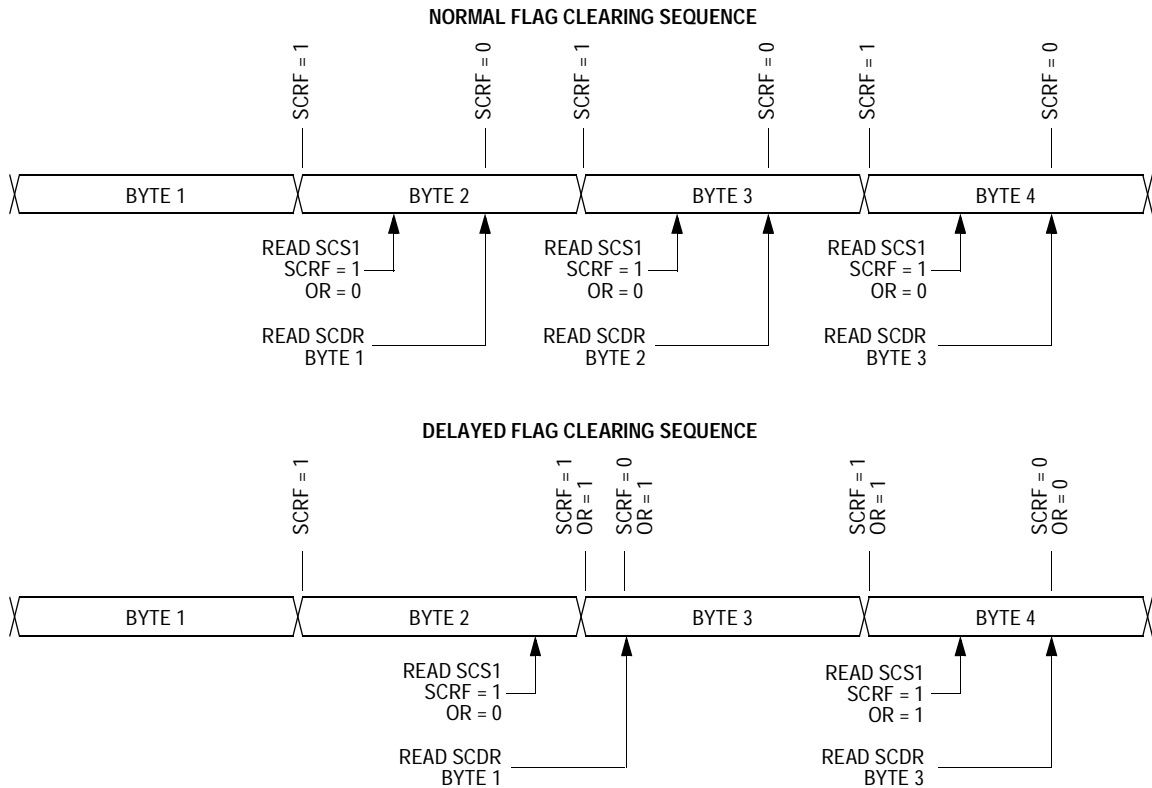 NORMAL FLAG CLEARING SEQUENCE
SCRF = 1
SCRF = 0
SCRF = 1
SCRF = 0
SCRF = 1
SCRF = 0
BYTE 1
BYTE 2
BYTE 3
BYTE 4
READ SCS1
SCRF = 1
OR = 0
READ SCS1
SCRF = 1
OR = 0
READ SCS1
SCRF = 1
OR = 0
READ SCDR
BYTE 1
READ SCDR
BYTE 2
READ SCDR
BYTE 3
DELAYED FLAG CLEARING SEQUENCE
SCRF = 1
SCRF = 1
OR = 1
SCRF = 0
OR = 1
SCRF = 1
OR = 1
SCRF = 0
OR = 0
BYTE 1
BYTE 2
BYTE 3
BYTE 4
READ SCS1
SCRF = 1
OR = 0
READ SCS1
SCRF = 1
OR = 1
READ SCDR
BYTE 1
READ SCDR
BYTE 3